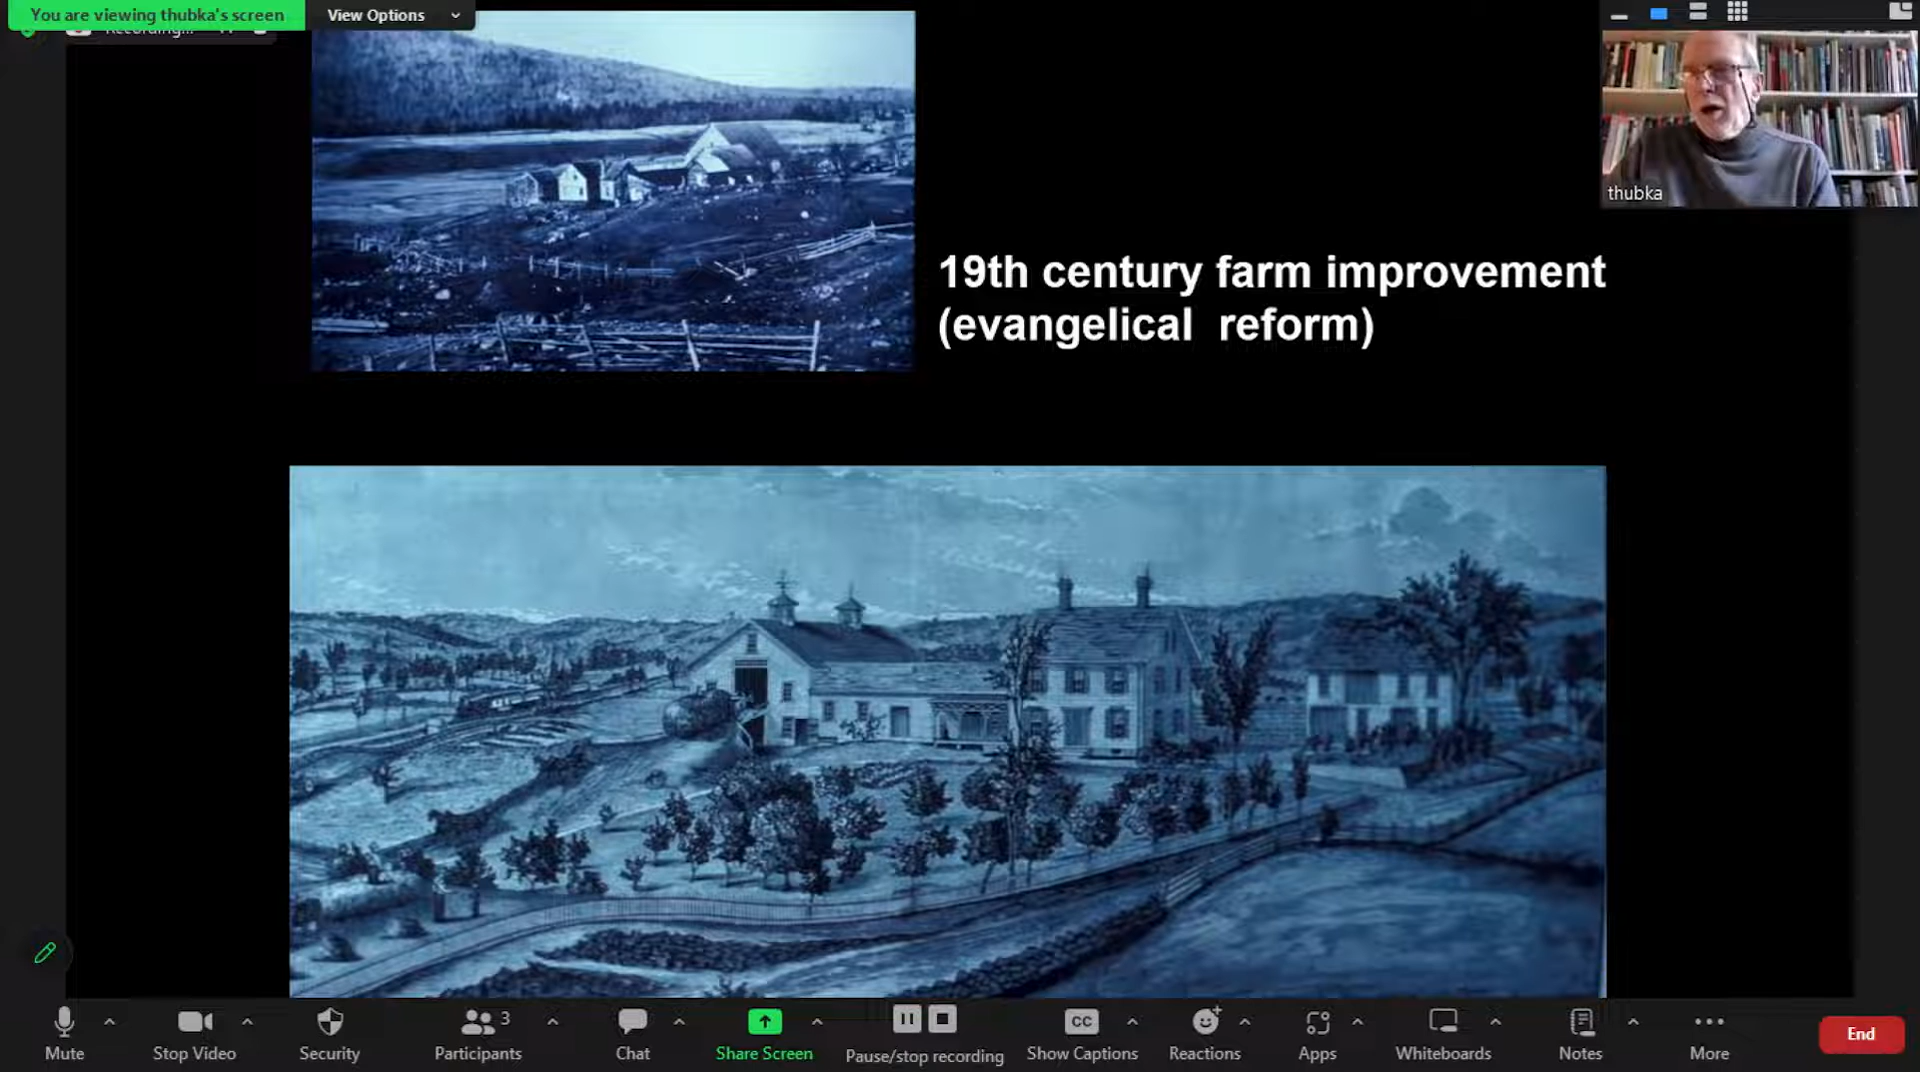 You are viewing thubka's screen
View Options
Recording...
thubka
19th century farm improvement
(evangelical reform)
3
CC
Mute
Stop Video
Security
Participants
Chat
Share Screen
Pause/stop recording
Show Captions
Reactions
Apps
Whiteboards
Notes
More
End